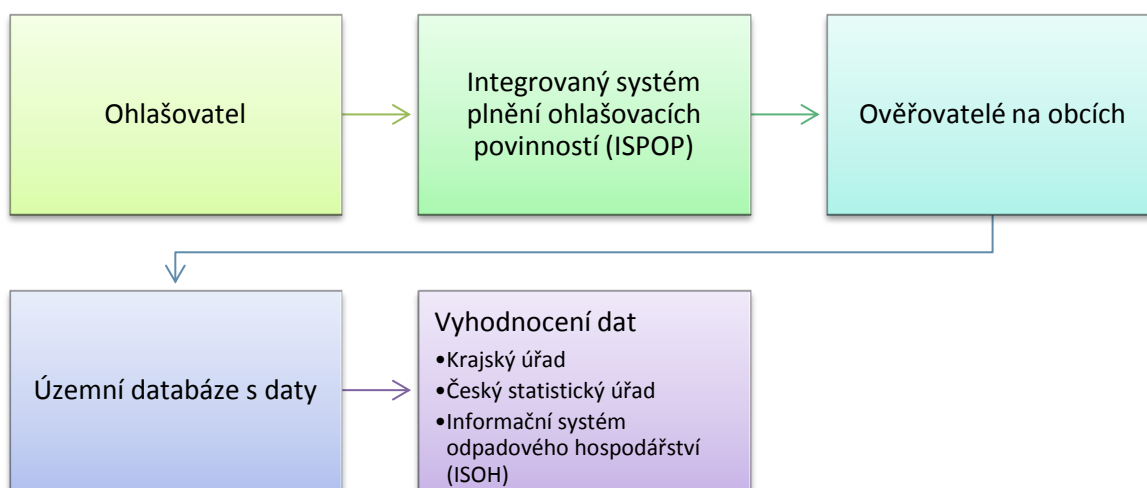 Ohlašovatel
Integrovaný systém
plnění ohlašovacích
povinností (ISPOP)
Ověřovatelé na obcích
Územní databáze s daty
Vyhodnocení dat
•Krajský úřad
•Český statistický úřad
•Informační systém
odpadového hospodářství
(ISOH)